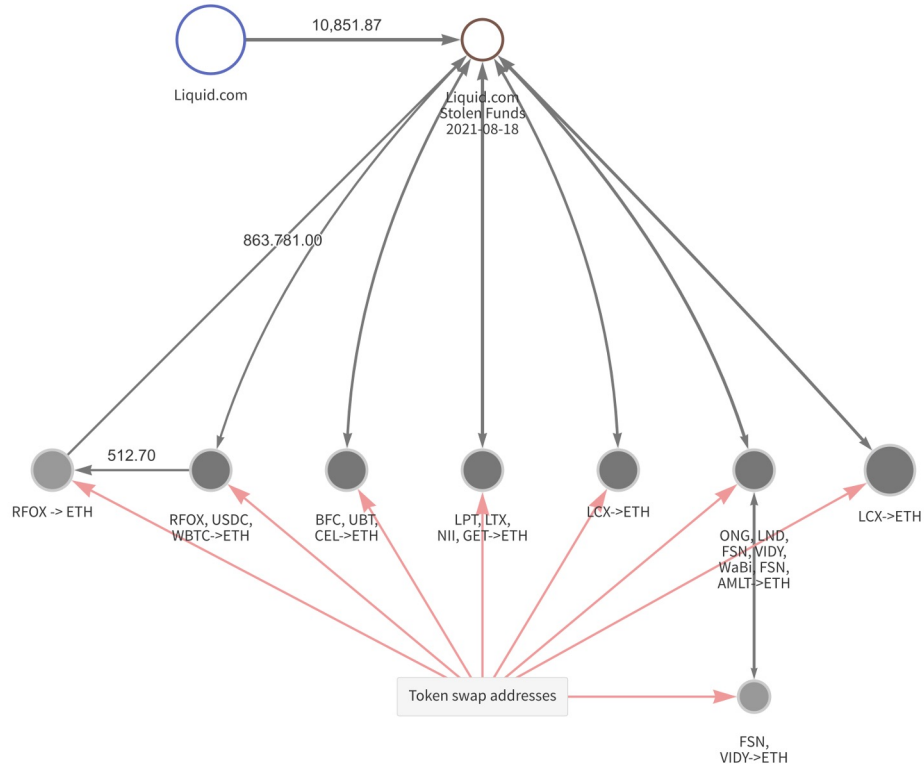 10,851.87
Liquid.com
Liquid.com
Stolen Funds
2021-08-18
863.781.00
512.70
RFOX -> ETH
RFOX, USDC,
WBTC->ETH
BFC, UBT,
CEL->ETH
LPT, LTX,
NII, GET->ETH
LCX->ETH
ONG, LND,
FSN, VIDY,
WaBi, FSN,
AMLT->ETH
LCX->ETH
Token swap addresses
FSN,
VIDY->ETH